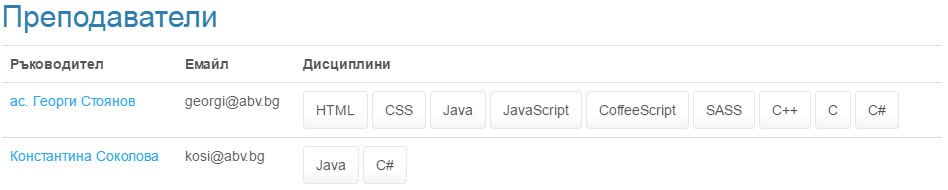 Преподаватели
Ръководител Емайл Дисциплини
ас. Георги Стоянов georgi@abv.bg HTML CSS Java JavaScript CoffeeScript SASS C++ C C#
Константина Соколова kosi@abv.bg Java C#